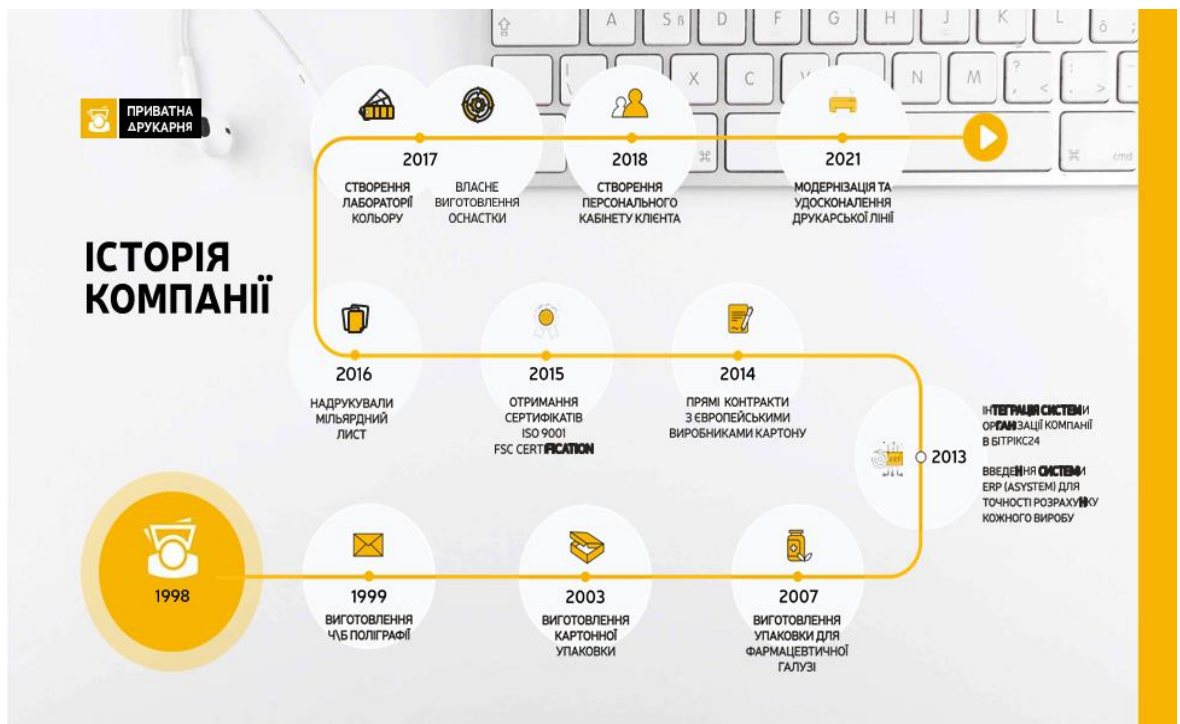 ПРИВАТНА
ДРУКАРНЯ
ІСТОРІЯ
КОМПАНІЇ
1998
1999
ВИГОТОВЛЕННЯ
Ч\Б ПОЛІГРАФІЇ
2003
ВИГОТОВЛЕННЯ
КАРТОННОЇ
УПАКОВКИ
2007
ВИГОТОВЛЕННЯ
УПАКОВКИ ДЛЯ
ФАРМАЦЕВТИЧНОЇ
ГАЛУЗІ
ERP
2013
ІНТЕГРАЦІЯ СИСТЕМИ
ОРГАНІЗАЦІЇ КОМПАНІЇ
В БІТРІКС24
ВВЕДЕННЯ СИСТЕМИ
ERP (ASYSTEM) ДЛЯ
ТОЧНОСТІ РОЗРАХУНКУ
КОЖНОГО ВИРОБУ
2014
ПРЯМІ КОНТРАКТИ
З ЄВРОПЕЙСЬКИМИ
ВИРОБНИКАМИ КАРТОНУ
2015
ОТРИМАННЯ
СЕРТИФІКАТІВ
ISO 9001
FSC CERTIFICATION
2016
НАДРУКУВАЛИ
МІЛЬЯРДНИЙ
ЛИСТ
2017
СТВОРЕННЯ
ЛАБОРАТОРІЇ
КОЛЬОРУ
ВЛАСНЕ
ВИГОТОВЛЕННЯ
ОСНАСТКИ
2018
СТВОРЕННЯ
ПЕРСОНАЛЬНОГО
КАБІНЕТУ КЛІЄНТА
2021
МОДЕРНІЗАЦІЯ ТА
УДОСКОНАЛЕННЯ
ДРУКАРСЬКОЇ ЛІНІЇ
A S ß D F G H J K L ö ;
X C V N M ? , ; . : > -
⌘ ⌘ cmd